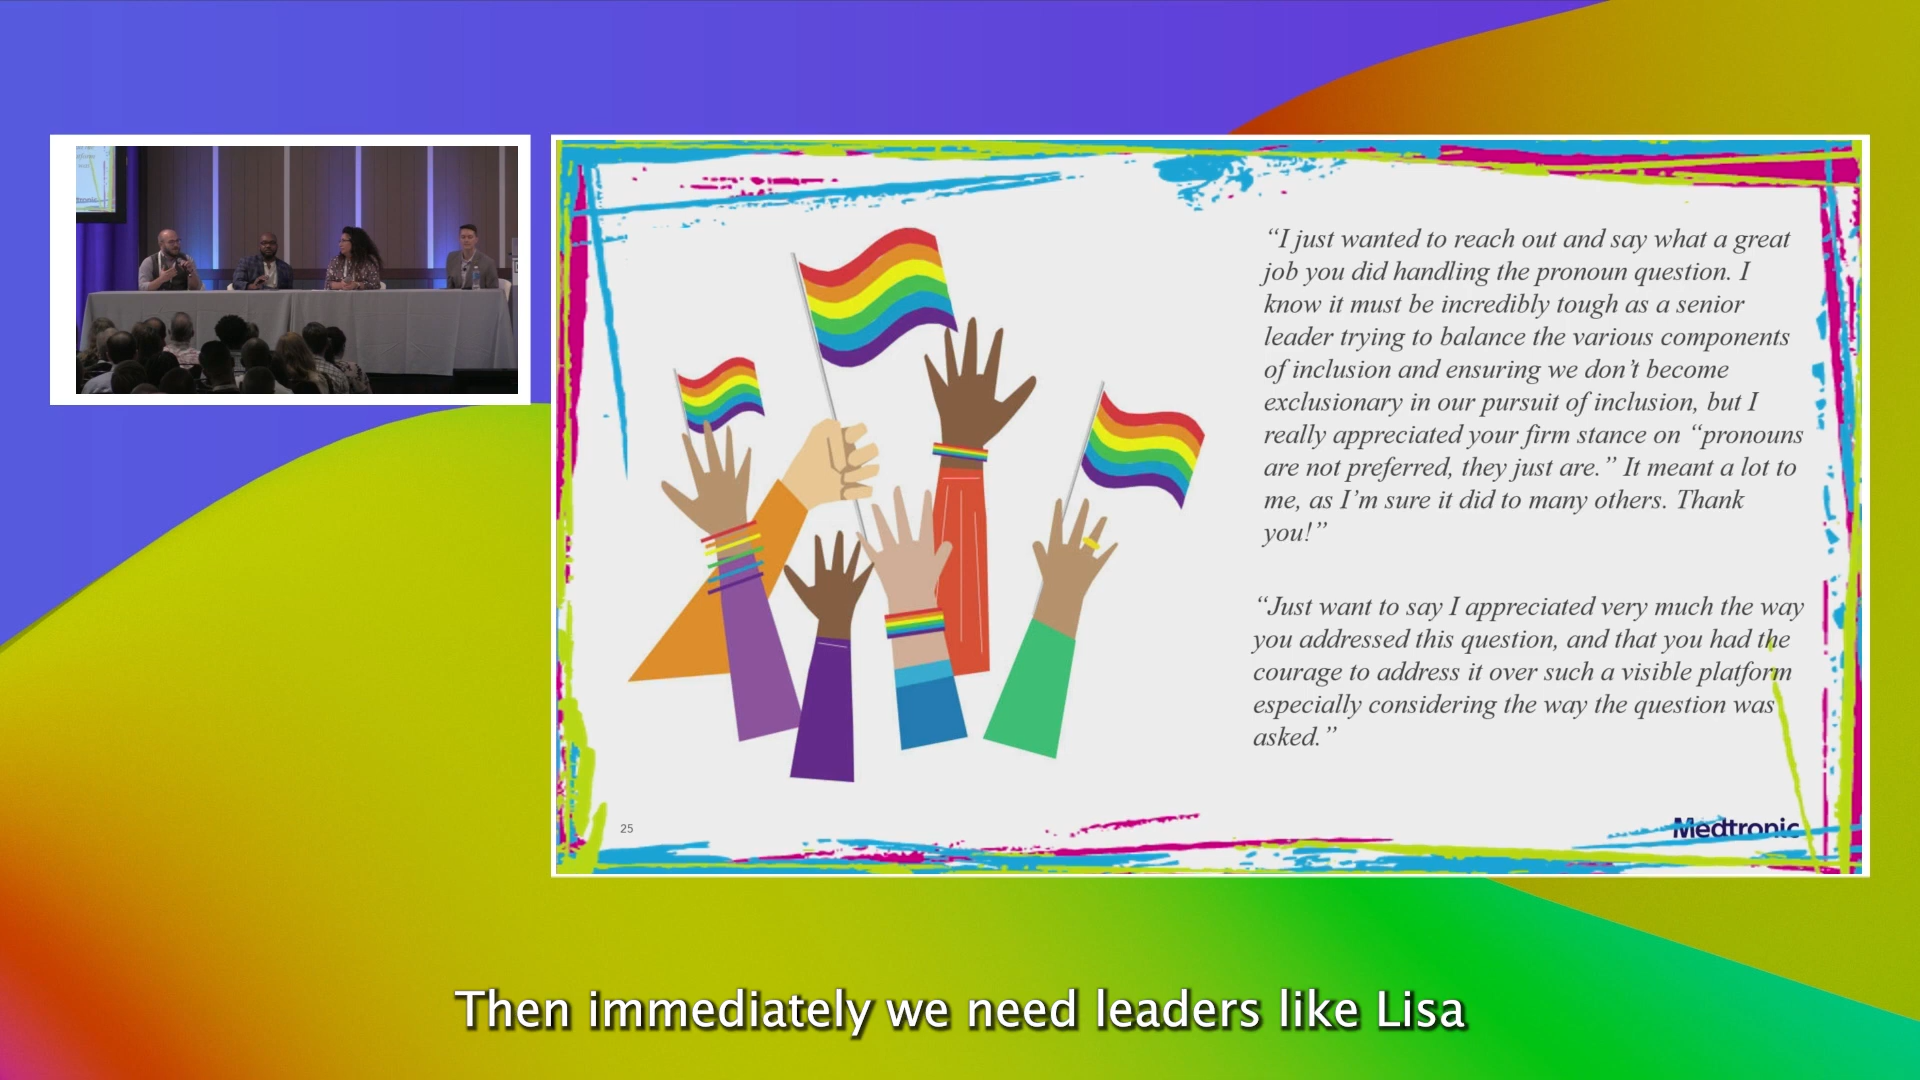 “I just wanted to reach out and say what a great
job you did handling the pronoun question. I
know it must be incredibly tough as a senior
leader trying to balance the various components
of inclusion and ensuring we don’t become
exclusionary in our pursuit of inclusion, but I
really appreciated your firm stance on “pronouns
are not preferred, they just are.” It meant a lot to
me, as I’m sure it did to many others. Thank
you!”
“Just want to say I appreciated very much the way
you addressed this question, and that you had the
courage to address it over such a visible platform
especially considering the way the question was
asked.”
25
Medtronic
Then immediately we need leaders like Lisa